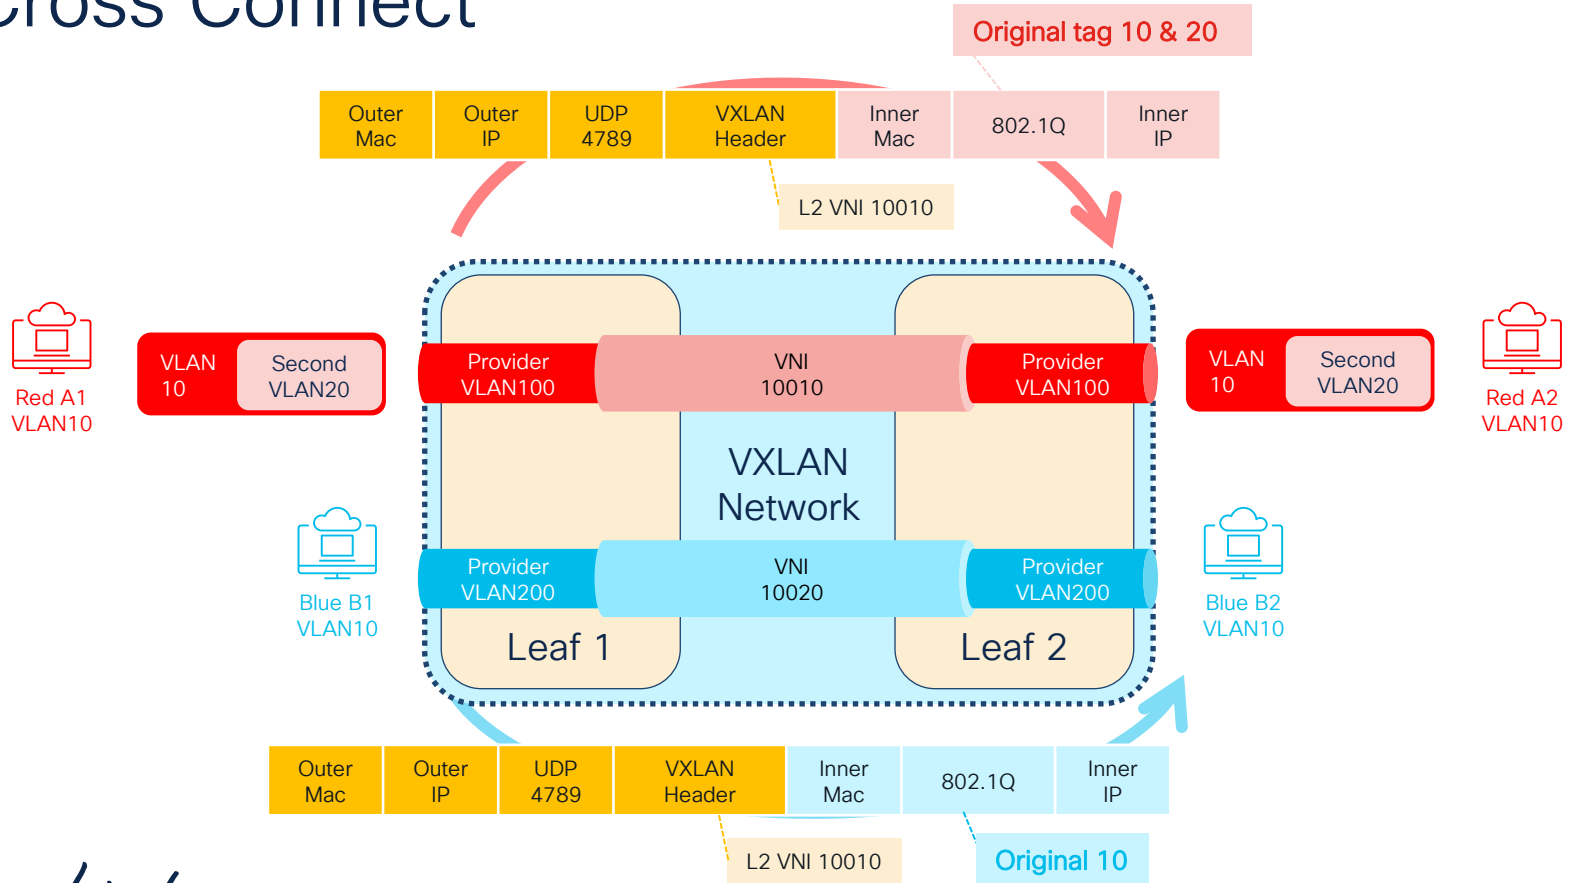 Cross Connect
Original tag 10 & 20
Outer
Mac
Outer
IP
UDP
4789
VXLAN
Header
Inner
Mac
802.1Q
Inner
IP
L2 VNI 10010
Red A1
VLAN10
VLAN
10
Second
VLAN20
Provider
VLAN100
VNI
10010
Provider
VLAN100
VLAN
10
Second
VLAN20
Red A2
VLAN10
VXLAN
Network
Blue B1
VLAN10
Provider
VLAN200
VNI
10020
Provider
VLAN200
Blue B2
VLAN10
Leaf 1
Leaf 2
Outer
Mac
Outer
IP
UDP
4789
VXLAN
Header
Inner
Mac
802.1Q
Inner
IP
L2 VNI 10010
Original 10